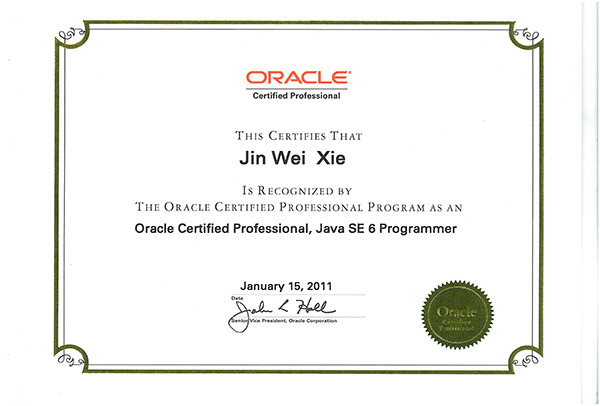 ORACLE®
Certified Professional
THIS CERTIFIES THAT
Jin Wei Xie
IS RECOGNIZED BY
THE ORACLE CERTIFIED PROFESSIONAL PROGRAM AS AN
Oracle Certified Professional, Java SE 6 Programmer
January 15, 2011
Date
John L Hall
Senior Vice President, Oracle Corporation
Oracle
Certified
Professional